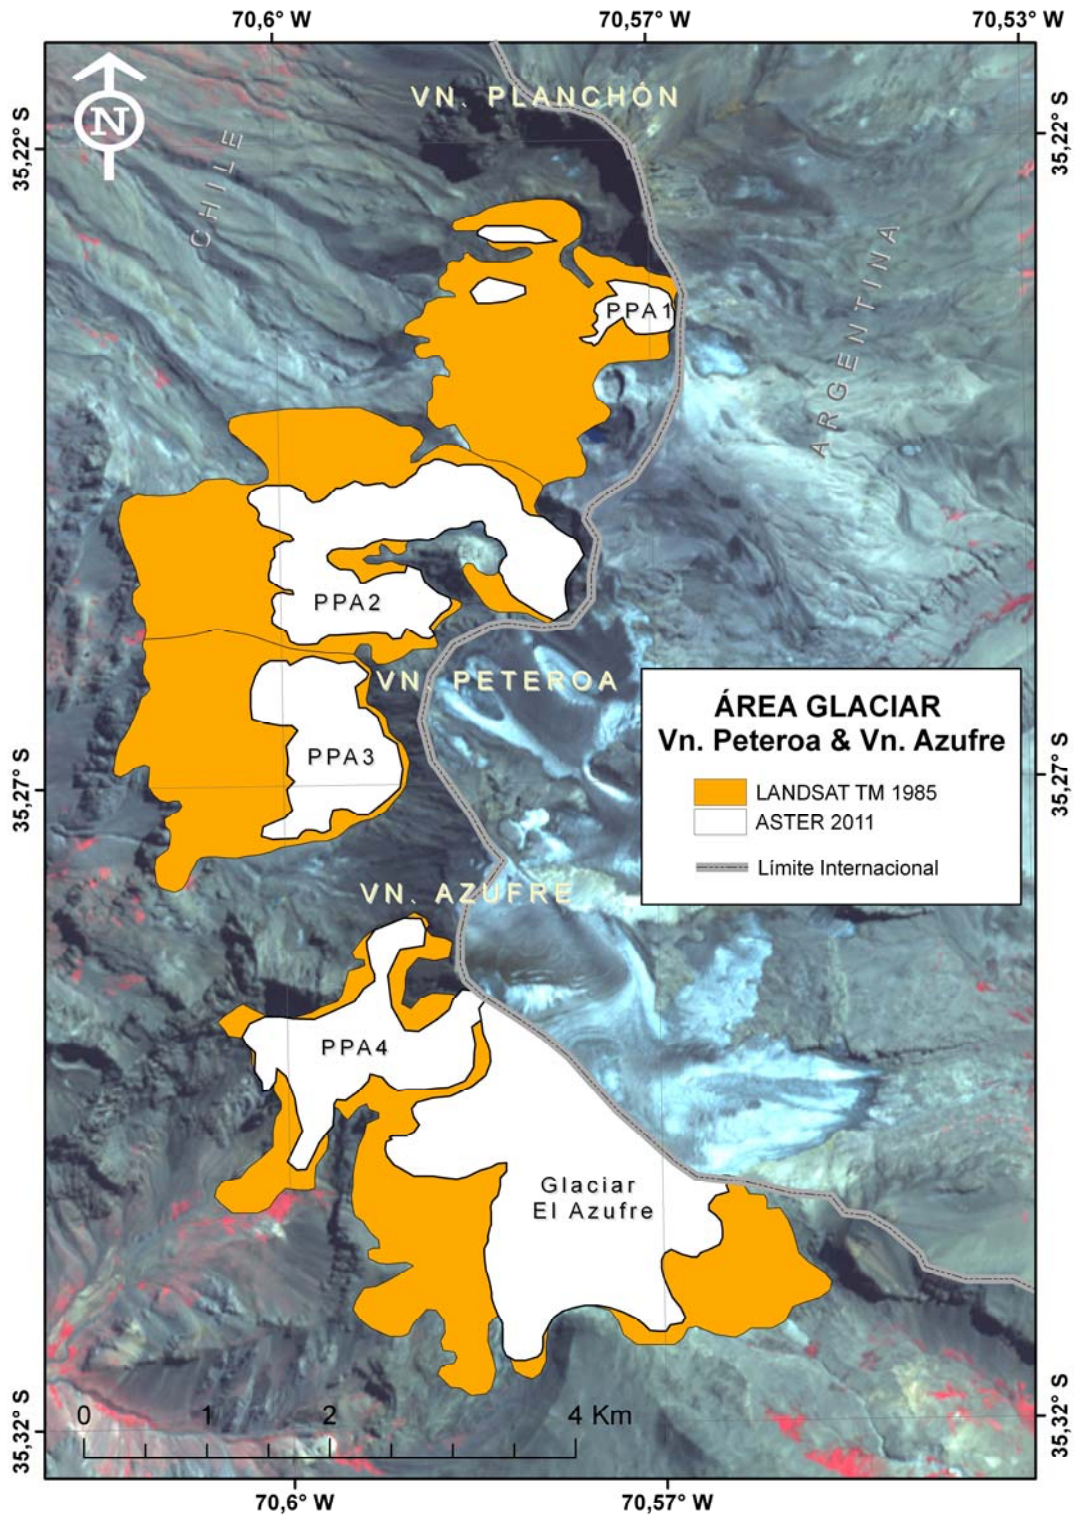 70,6° W
70,57° W
70,53° W
N
VN. PLANCHÓN
35,22° S
35,22° S
CHILE
ARGENTINA
PPA1
PPA2
VN. PETEROA
ÁREA GLACIAR
Vn. Peteroa & Vn. Azufre
LANDSAT TM 1985
ASTER 2011
Límite Internacional
PPA3
35,27° S
35,27° S
VN. AZUFRE
PPA4
Glaciar
El Azufre
0 1 2 4 Km
35,32° S
35,32° S
70,6° W
70,57° W